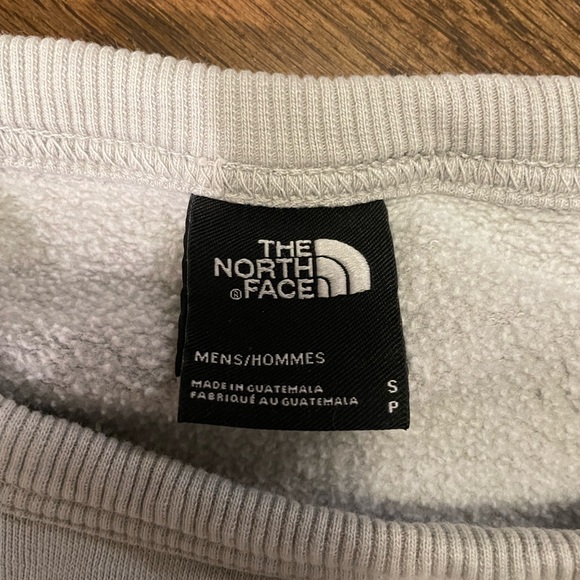 THE
NORTH
® FACE
MENS/HOMMES
MADE IN GUATEMALA
FABRIQUÉ AU GUATEMALA
S
P